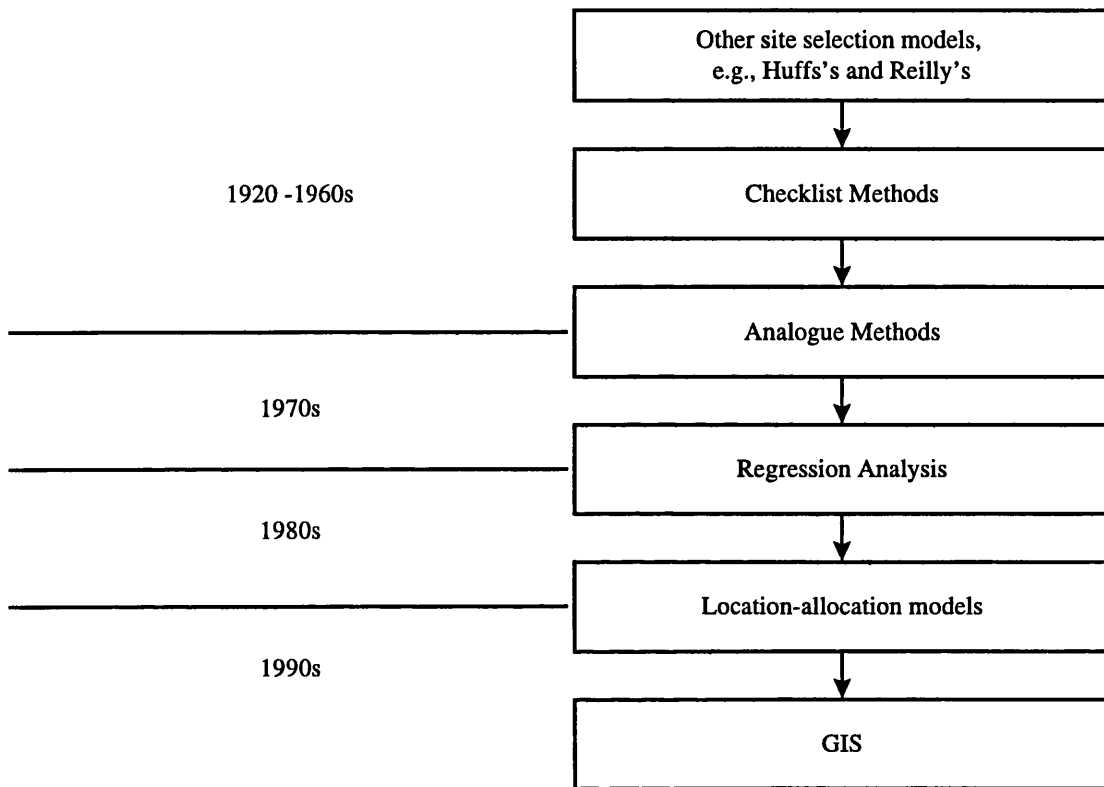 Other site selection models,
e.g., Huffs's and Reilly's
1920 -1960s
Checklist Methods
Analogue Methods
1970s
Regression Analysis
1980s
Location-allocation models
1990s
GIS